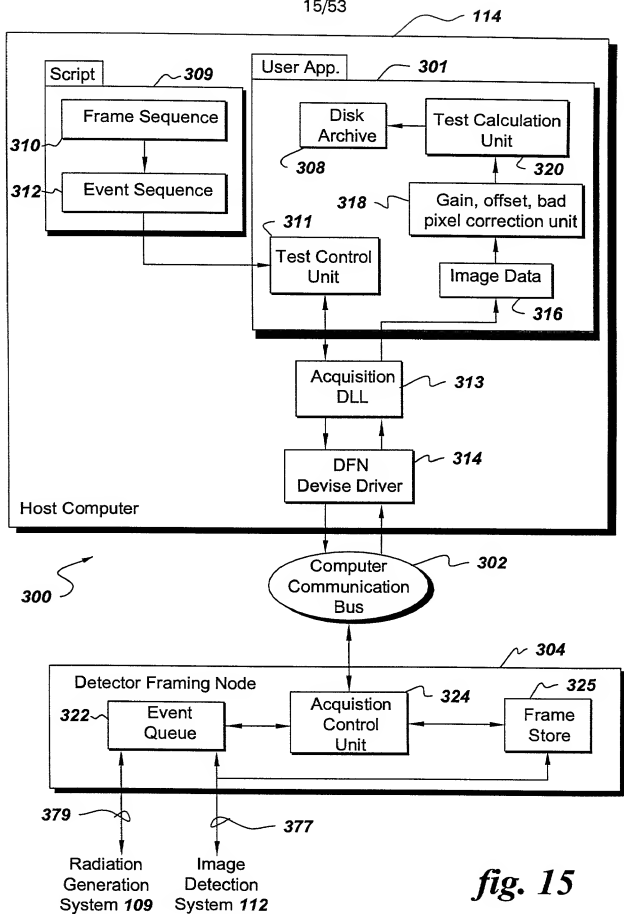 15/53
114
Script
309
User App.
301
Frame Sequence
310
Disk
Archive
308
Test Calculation
Unit
320
312
Event Sequence
318
Gain, offset, bad
pixel correction unit
311
Test Control
Unit
Image Data
316
Acquisition
DLL
313
DFN
Devise Driver
314
Host Computer
300
Computer
Communication
Bus
302
304
Detector Framing Node
322
Event
Queue
Acquistion
Control
Unit
324
325
Frame
Store
379
377
Radiation
Generation
System 109
Image
Detection
System 112
fig. 15